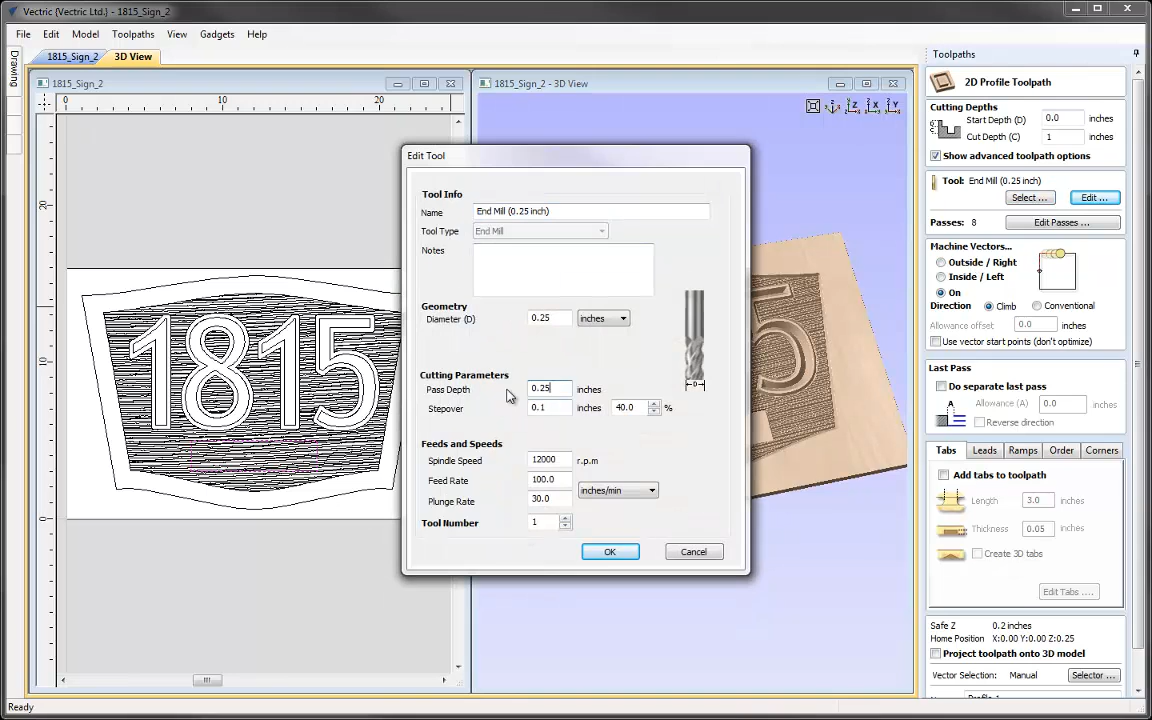 Vectric {Vectric Ltd.} - 1815_Sign_2
File Edit Model Toolpaths View Gadgets Help
Drawing
1815_Sign_2 3D View
1815_Sign_2
0 10 20
20
10
0
1815
1815_Sign_2 - 3D View
Z X Y
5
Edit Tool
Tool Info
Name End Mill (0.25 inch)
Tool Type End Mill
Notes
Geometry
Diameter (D) 0.25 inches
D
Cutting Parameters
Pass Depth 0.25 inches
Stepover 0.1 inches 40.0 %
Feeds and Speeds
Spindle Speed 12000 r.p.m
Feed Rate 100.0
inches/min
Plunge Rate 30.0
Tool Number 1
OK Cancel
Toolpaths
2D Profile Toolpath
Cutting Depths
Start Depth (D) 0.0 inches
Cut Depth (C) 1 inches
Show advanced toolpath options
Tool: End Mill (0.25 inch)
Select ... Edit ...
Passes: 8 Edit Passes ...
Machine Vectors...
Outside / Right
Inside / Left
On
Direction Climb Conventional
Allowance offset 0.0 inches
Use vector start points (don't optimize)
Last Pass
Do separate last pass
A
Allowance (A) 0.0 inches
Reverse direction
Tabs Leads Ramps Order Corners
Add tabs to toolpath
Length 3.0 inches
Thickness 0.05 inches
Create 3D tabs
Edit Tabs ....
Safe Z 0.2 inches
Home Position X:0.00 Y:0.00 Z:0.25
Project toolpath onto 3D model
Vector Selection: Manual Selector ...
Ready